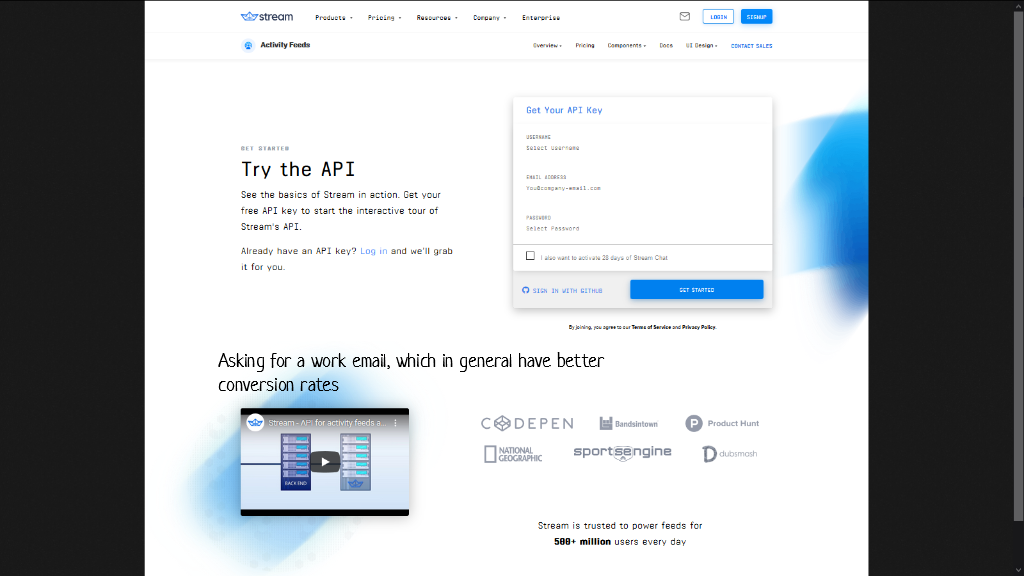 stream
Products Pricing Resources Company Enterprise
LOGIN SIGNUP
Activity Feeds
Overview Pricing Components Docs UI Design CONTACT SALES
Get Your API Key
USERNAME
Select Username
GET STARTED
Try the API
See the basics of Stream in action. Get your
free API key to start the interactive tour of
Stream's API.
Already have an API key? Log in and we'll grab
it for you.
EMAIL ADDRESS
You@company-email.com
PASSWORD
Select Password
I also want to activate 28 days of Stream Chat
SIGN IN WITH GITHUB GET STARTED
By joining, you agree to our Terms of Service and Privacy Policy.
Asking for a work email, which in general have better
conversion rates
Stream - API for activity feeds a...
BACKEND
CODEPEN Bandsintown Product Hunt
NATIONAL
GEOGRAPHIC
sportsengine dubsmash
Stream is trusted to power feeds for
500+ million users every day